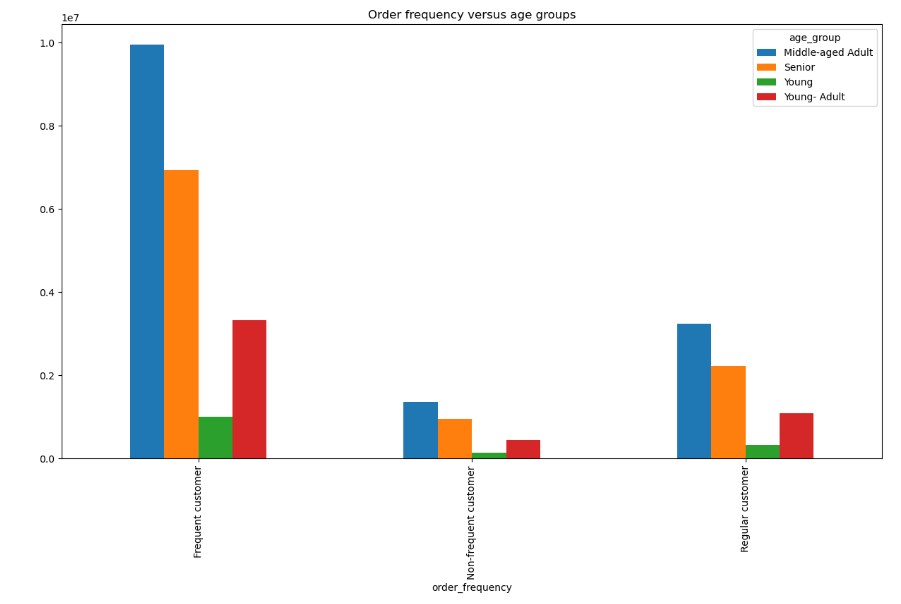 Order frequency versus age groups
1e7
1.0
0.8
0.6
0.4
0.2
0.0
age_group
Middle-aged Adult
Senior
Young
Young- Adult
Frequent customer
Non-frequent customer
Regular customer
order_frequency